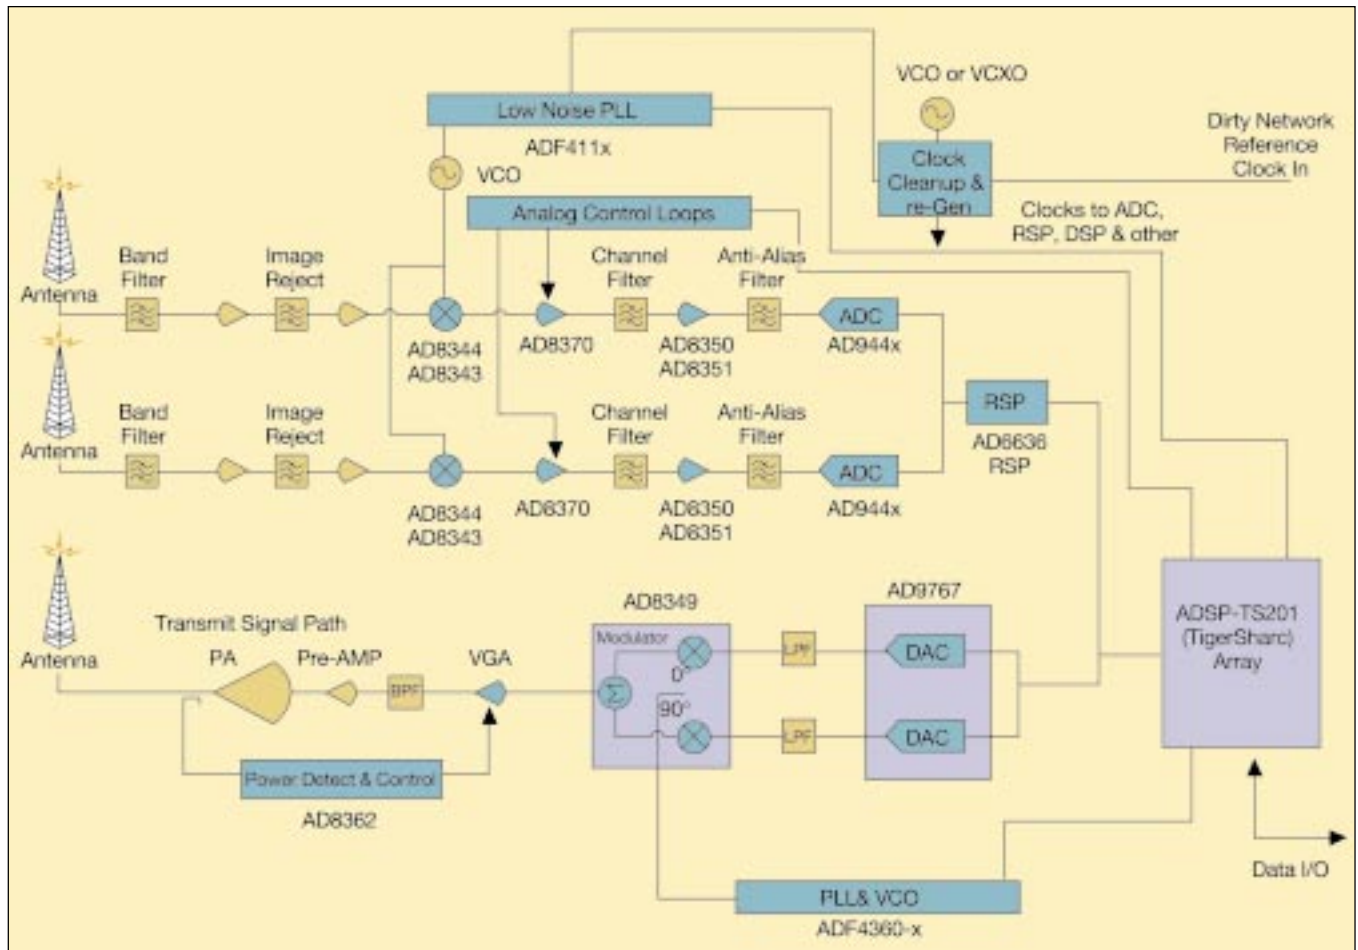 VCO or VCXO
Low Noise PLL
ADF411x
Dirty Network
Reference
Clock In
Clock
Cleanup &
re-Gen
VCO
Analog Control Loops
Clocks to ADC,
RSP, DSP & other
Band
Filter
Image
Reject
Channel
Filter
Anti-Alias
Filter
Antenna
ADC
AD8344
AD8343
AD8370
AD8350
AD8351
AD944x
RSP
AD6636
RSP
Band
Filter
Image
Reject
Channel
Filter
Anti-Alias
Filter
Antenna
ADC
AD8344
AD8343
AD8370
AD8350
AD8351
AD944x
AD8349
AD9767
ADSP-TS201
(TigerSharc)
Array
Transmit Signal Path
Modulator
LPF
DAC
Antenna
PA
Pre-AMP
VGA
0°
BPF
Σ
90°
LPF
DAC
Power Detect & Control
AD8362
Data I/O
PLL& VCO
ADF4360-x